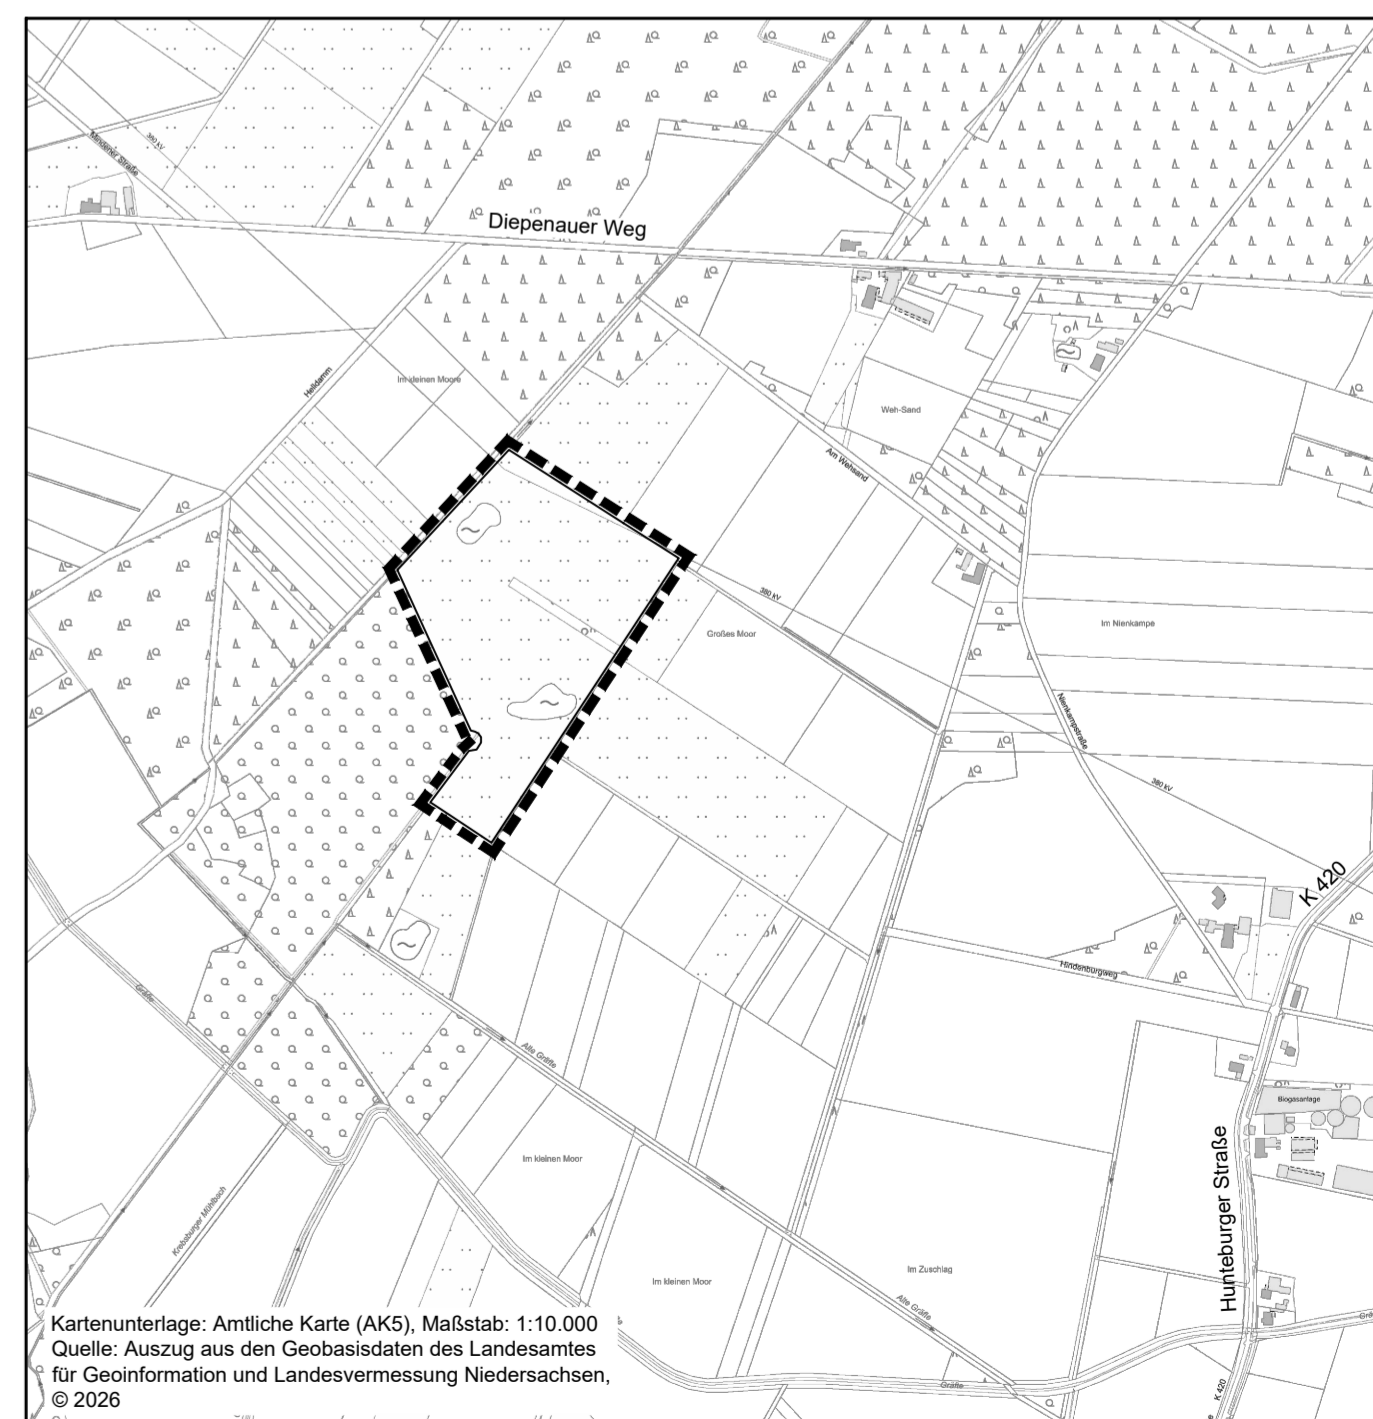 Mindener Straße
380 kV
Diepenauer Weg
Helldamm
Im kleinen Moore
Weh-Sand
Am Wehsand
380 kV
Großes Moor
Im Nienkampe
Nienkampstraße
380 kV
K 420
Hindenburgweg
Gräfte
Alte Gräfte
Biogasanlage
Im kleinen Moor
Krebsburger Mühlbach
Hunteburger Straße
Im Zuschlag
Im kleinen Moor
Alte Gräfte
Gräfte
K 420
Kartenunterlage: Amtliche Karte (AK5), Maßstab: 1:10.000
Quelle: Auszug aus den Geobasisdaten des Landesamtes
für Geoinformation und Landesvermessung Niedersachsen,
© 2026